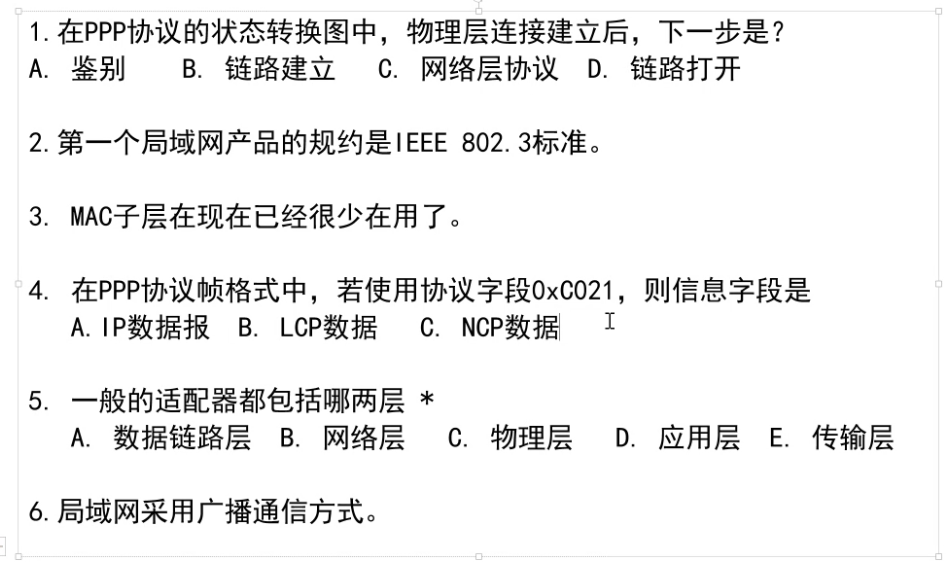 1.在PPP协议的状态转换图中，物理层连接建立后，下一步是？
A. 鉴别 B. 链路建立 C. 网络层协议 D. 链路打开
2.第一个局域网产品的规约是IEEE 802.3标准。
3. MAC子层在现在已经很少在用了。
4. 在PPP协议帧格式中，若使用协议字段0xC021，则信息字段是
A.IP数据报 B. LCP数据 C. NCP数据
5. 一般的适配器都包括哪两层 *
A. 数据链路层 B. 网络层 C. 物理层 D. 应用层 E. 传输层
6.局域网采用广播通信方式。